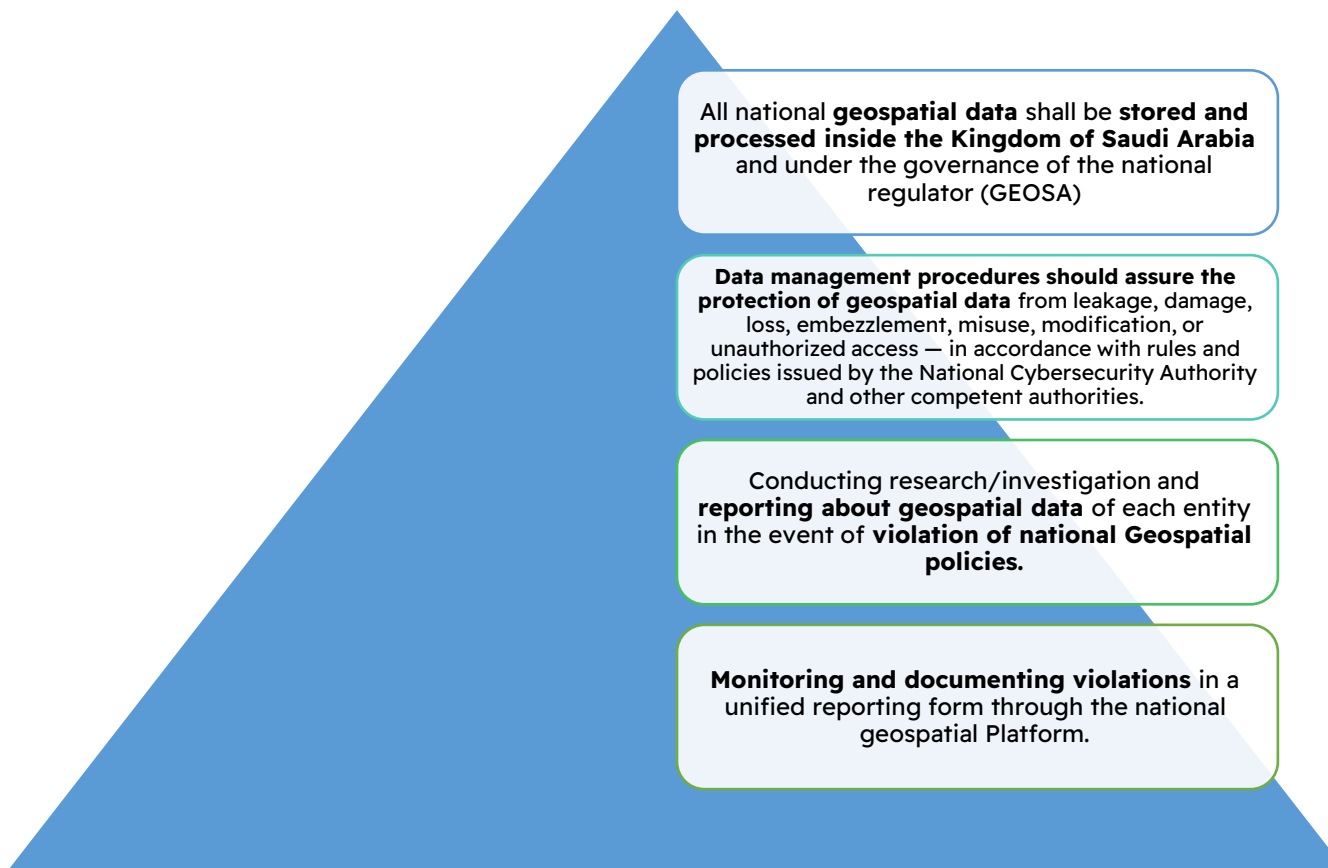 All national geospatial data shall be stored and
processed inside the Kingdom of Saudi Arabia
and under the governance of the national
regulator (GEOSA)
Data management procedures should assure the
protection of geospatial data from leakage, damage,
loss, embezzlement, misuse, modification, or
unauthorized access — in accordance with rules and
policies issued by the National Cybersecurity Authority
and other competent authorities.
Conducting research/investigation and
reporting about geospatial data of each entity
in the event of violation of national Geospatial
policies.
Monitoring and documenting violations in a
unified reporting form through the national
geospatial Platform.